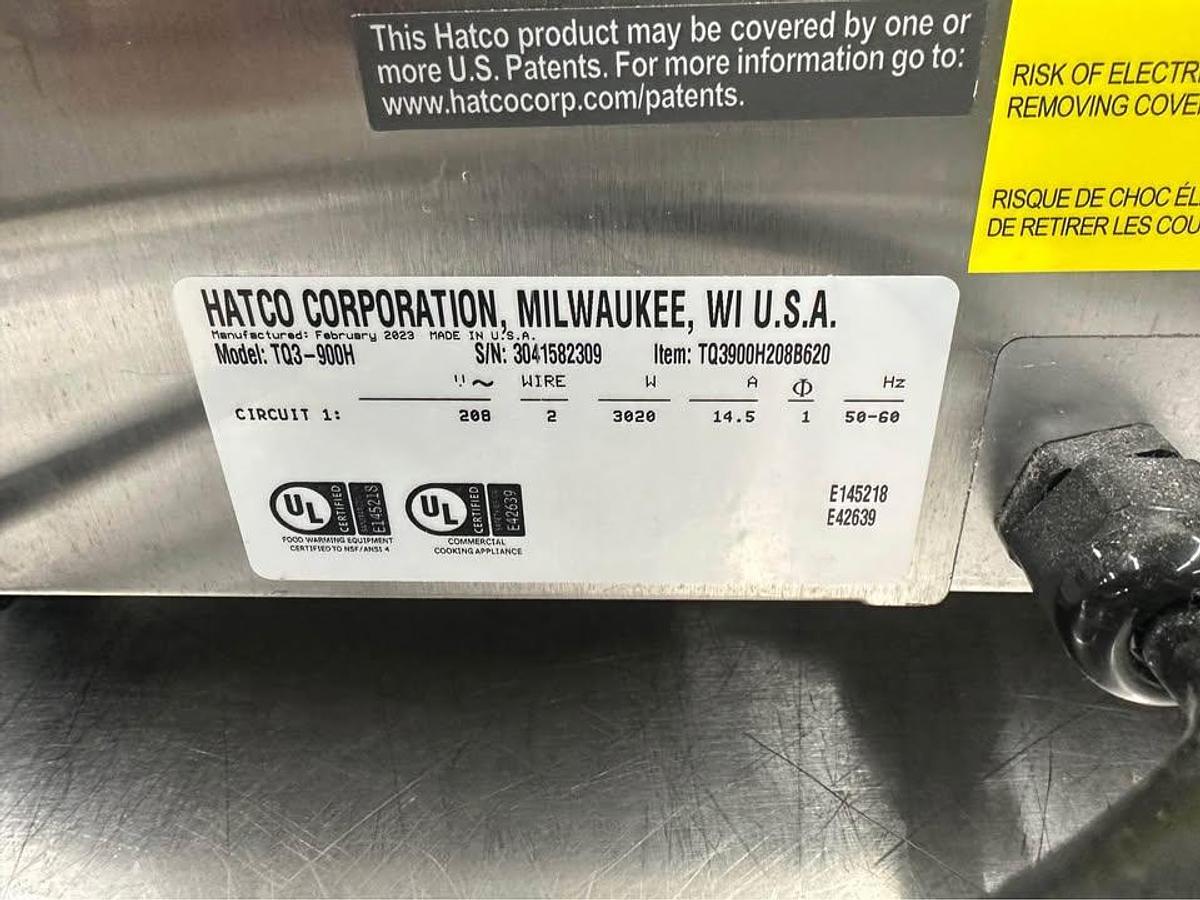 This Hatco product may be covered by one or
more U.S. Patents. For more information go to:
www.hatcocorp.com/patents.
RISK OF ELECTR
REMOVING COVE
RISQUE DE CHOC ÉL
DE RETIRER LES COU
HATCO CORPORATION, MILWAUKEE, WI U.S.A.
Manufactured: February 2023 MADE IN U.S.A.
Model: TQ3-900H S/N: 3041582309 Item: TQ3900H208B620
V~ WIRE W A Φ Hz
CIRCUIT 1: 208 2 3020 14.5 1 50-60
UL CERTIFIED E145218 UL CERTIFIED E42639
FOOD WARMING EQUIPMENT
CERTIFIED TO NSF/ANSI 4
COMMERCIAL
COOKING APPLIANCE
E145218
E42639